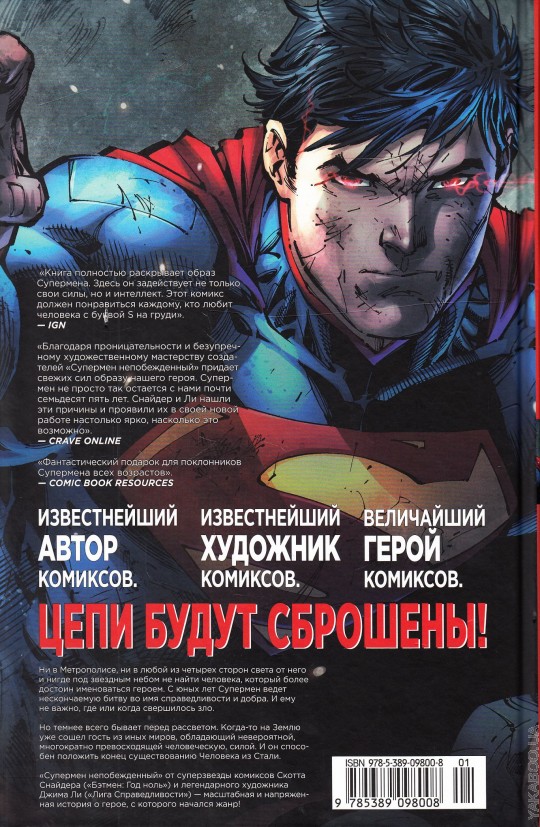 «Книга полностью раскрывает образ
Супермена. Здесь он задействует не только
свои силы, но и интеллект. Этот комикс
должен понравиться каждому, кто любит
человека с буквой S на груди».
— IGN
«Благодаря проницательности и безупреч-
ному художественному мастерству созда-
телей «Супермен непобежденный» придает
свежих сил образу нашего героя. Супер-
мен не просто так остается с нами почти
семьдесят пять лет. Снайдер и Ли нашли
эти причины и проявили их в своей новой
работе настолько ярко, насколько это
возможно».
— CRAVE ONLINE
«Фантастический подарок для поклонников
Супермена всех возрастов».
— COMIC BOOK RESOURCES
ИЗВЕСТНЕЙШИЙ
АВТОР
КОМИКСОВ.
ИЗВЕСТНЕЙШИЙ
ХУДОЖНИК
КОМИКСОВ.
ВЕЛИЧАЙШИЙ
ГЕРОЙ
КОМИКСОВ.
ЦЕПИ БУДУТ СБРОШЕНЫ!
Ни в Метрополисе, ни в любой из четырех сторон света от него
и нигде под звездным небом не найти человека, который более
достоин именоваться героем. С юных лет Супермен ведет
нескончаемую битву во имя справедливости и добра. И ему
не важно, где или когда свершилось зло.
Но темнее всего бывает перед рассветом. Когда-то на Землю
уже сошел гость из иных миров, обладающий невероятной,
многократно превосходящей человеческую, силой. И он спосо-
бен положить конец существованию Человека из Стали.
«Супермен непобежденный» от суперзвезды комиксов Скотта
Снайдера («Бэтмен: Год ноль») и легендарного художника
Джима Ли («Лига Справедливости») — масштабная и напряжен-
ная история о герое, с которого начался жанр!
ISBN 978-5-389-09800-8
01
9 785389 098008
YAKABOO.UA